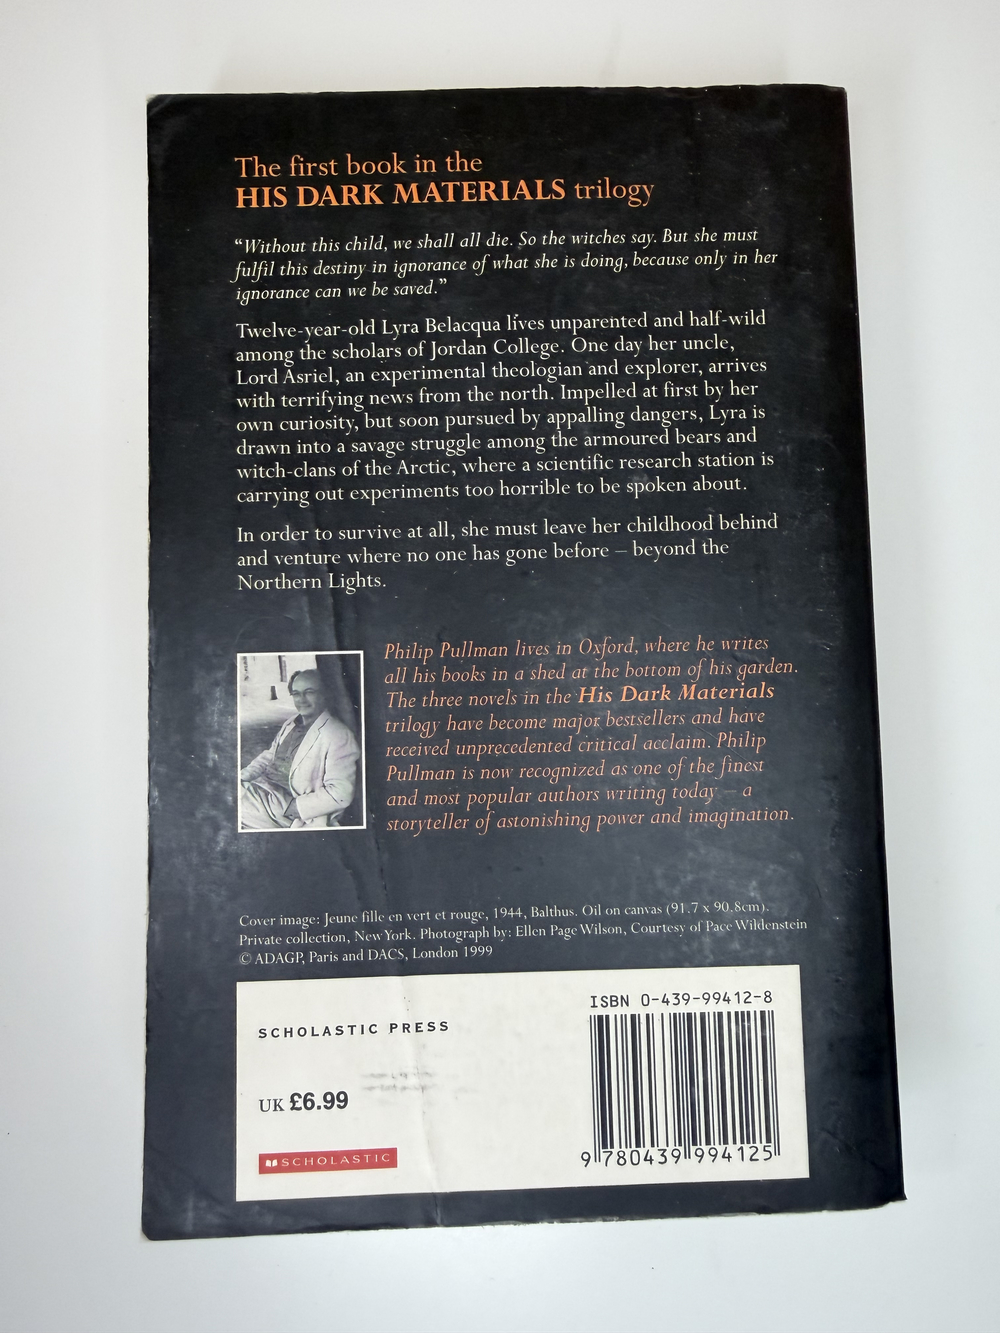 The first book in the
HIS DARK MATERIALS trilogy
“Without this child, we shall all die. So the witches say. But she must
fulfil this destiny in ignorance of what she is doing, because only in her
ignorance can we be saved.”
Twelve-year-old Lyra Belacqua lives unparented and half-wild
among the scholars of Jordan College. One day her uncle,
Lord Asriel, an experimental theologian and explorer, arrives
with terrifying news from the north. Impelled at first by her
own curiosity, but soon pursued by appalling dangers, Lyra is
drawn into a savage struggle among the armoured bears and
witch-clans of the Arctic, where a scientific research station is
carrying out experiments too horrible to be spoken about.
In order to survive at all, she must leave her childhood behind
and venture where no one has gone before – beyond the
Northern Lights.
Philip Pullman lives in Oxford, where he writes
all his books in a shed at the bottom of his garden.
The three novels in the His Dark Materials
trilogy have become major bestsellers and have
received unprecedented critical acclaim. Philip
Pullman is now recognized as one of the finest
and most popular authors writing today – a
storyteller of astonishing power and imagination.
Cover image: Jeune fille en vert et rouge, 1944, Balthus. Oil on canvas (91.7 x 90.8cm).
Private collection, New York. Photograph by: Ellen Page Wilson, Courtesy of Pace Wildenstein
© ADAGP, Paris and DACS, London 1999
ISBN 0-439-99412-8
SCHOLASTIC PRESS
UK £6.99
SCHOLASTIC
9 780439 994125